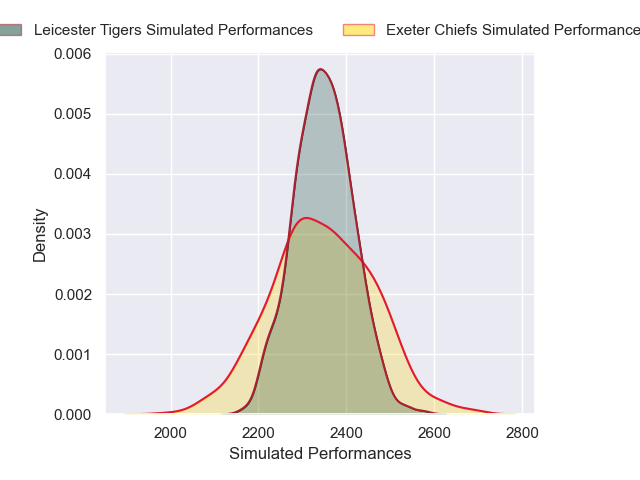 Leicester Tigers Simulated Performances Exeter Chiefs Simulated Performance
0.006
0.005
0.004
0.003
0.002
0.001
0.000
Density
2000 2200 2400 2600 2800
Simulated Performances